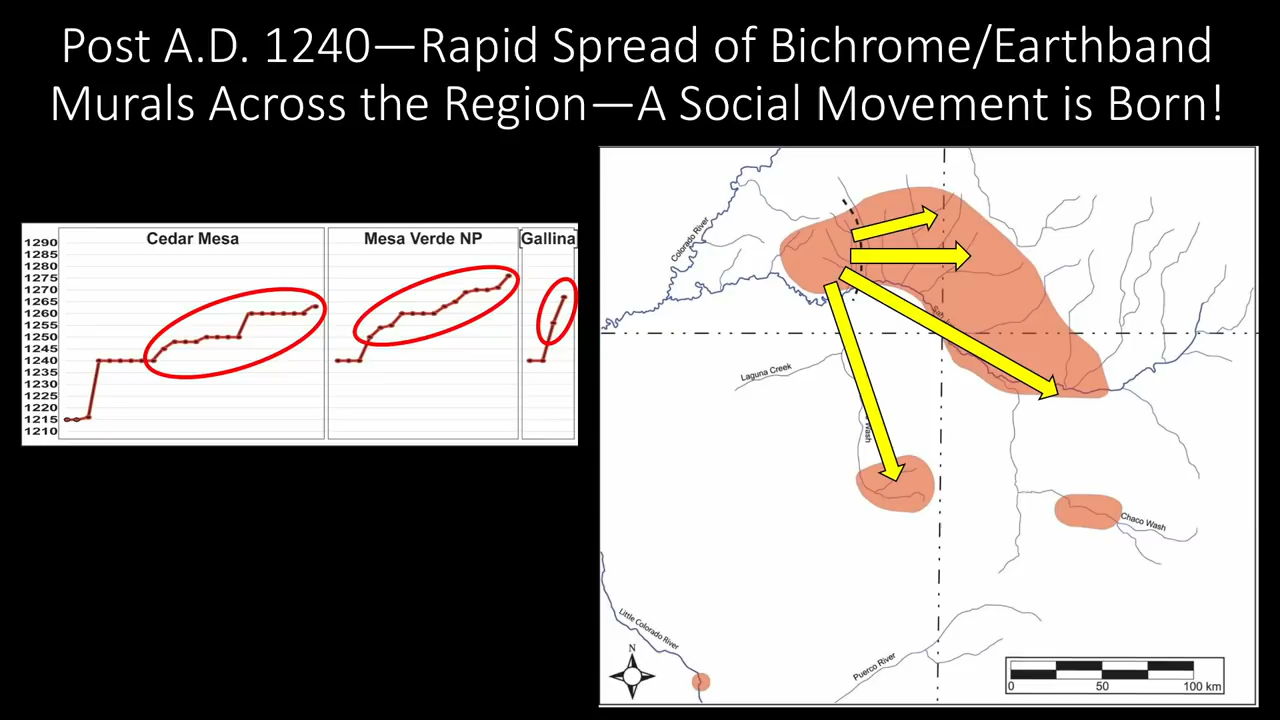 Post A.D. 1240—Rapid Spread of Bichrome/Earthband
Murals Across the Region—A Social Movement is Born!
Cedar Mesa
Mesa Verde NP
Gallina
1290
1285
1280
1275
1270
1265
1260
1255
1250
1245
1240
1235
1230
1225
1220
1215
1210
Colorado River
Laguna Creek
Wash
Chaco Wash
Little Colorado River
Puerco River
N
0 50 100 km